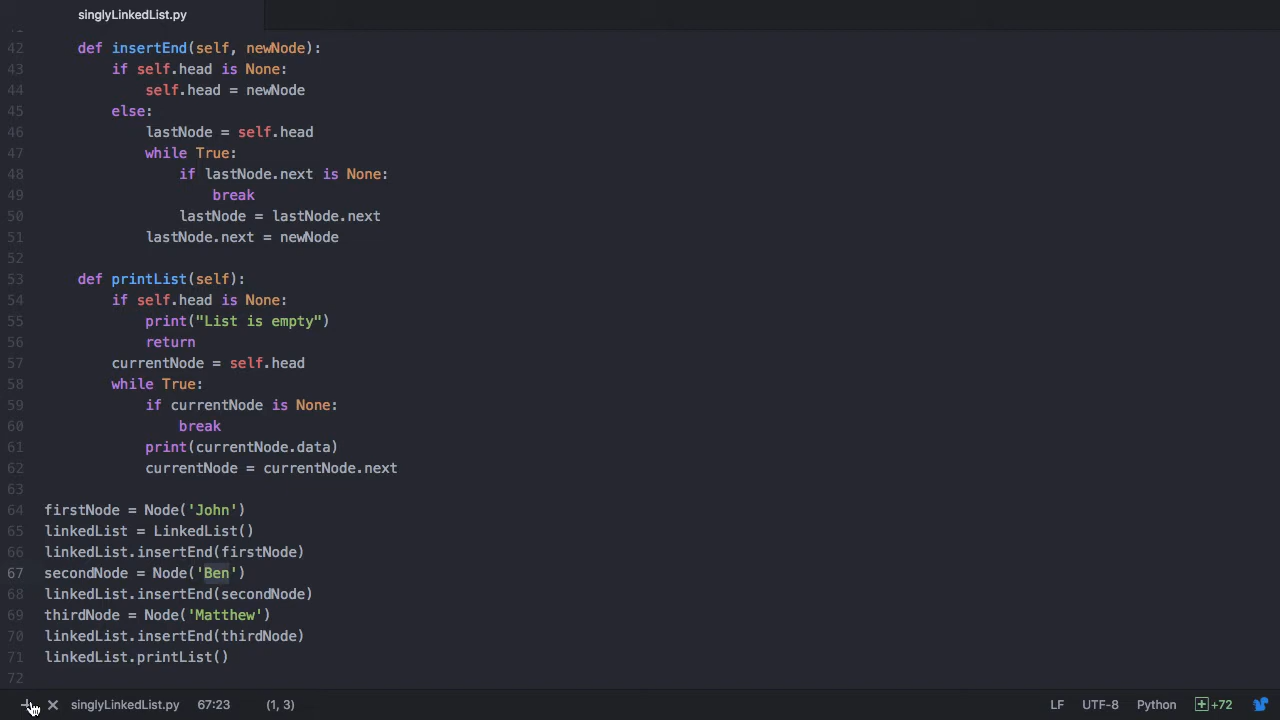 singlyLinkedList.py
42 def insertEnd(self, newNode):
43 if self.head is None:
44 self.head = newNode
45 else:
46 lastNode = self.head
47 while True:
48 if lastNode.next is None:
49 break
50 lastNode = lastNode.next
51 lastNode.next = newNode
52
53 def printList(self):
54 if self.head is None:
55 print("List is empty")
56 return
57 currentNode = self.head
58 while True:
59 if currentNode is None:
60 break
61 print(currentNode.data)
62 currentNode = currentNode.next
63
64 firstNode = Node('John')
65 linkedList = LinkedList()
66 linkedList.insertEnd(firstNode)
67 secondNode = Node('Ben')
68 linkedList.insertEnd(secondNode)
69 thirdNode = Node('Matthew')
70 linkedList.insertEnd(thirdNode)
71 linkedList.printList()
72
singlyLinkedList.py 67:23 (1, 3) LF UTF-8 Python +72